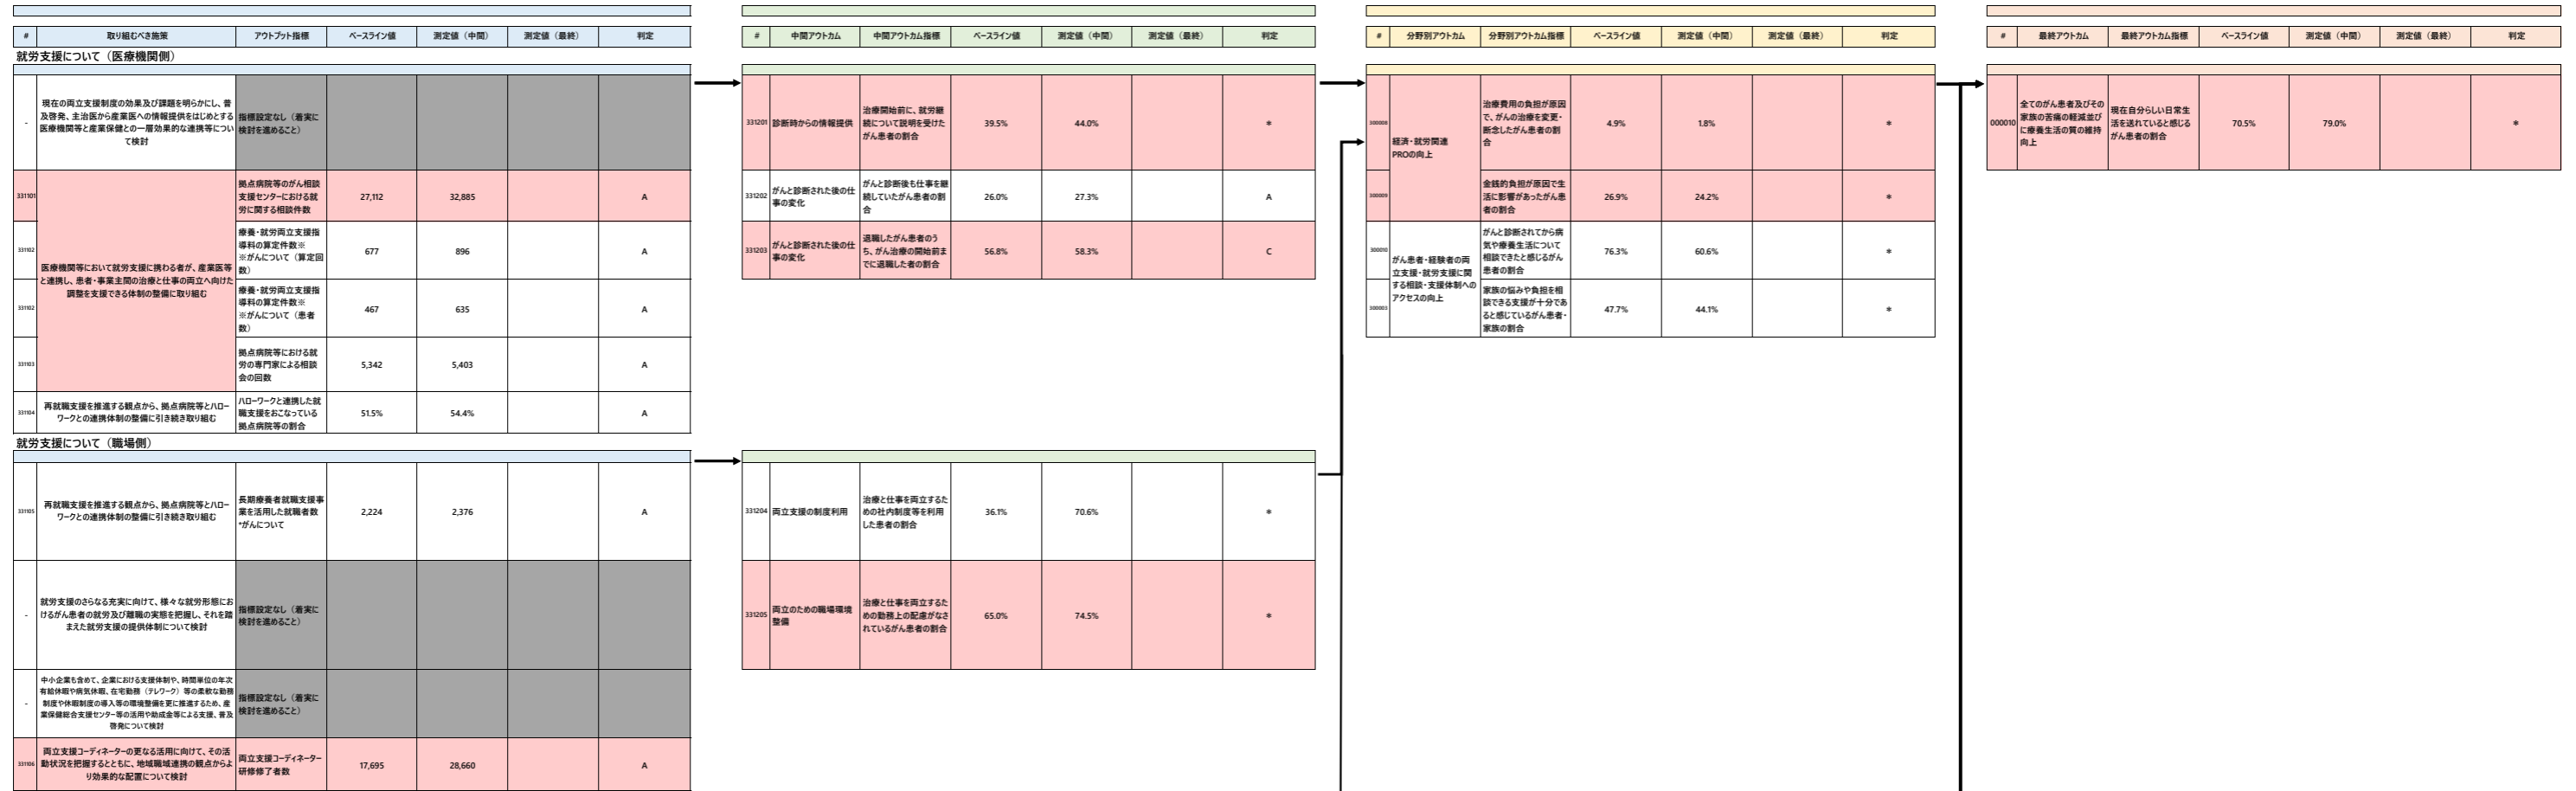 # 取り組むべき施策 アウトプット指標 ベースライン値 測定値（中間） 測定値（最終） 判定
# 中間アウトカム 中間アウトカム指標 ベースライン値 測定値（中間） 測定値（最終） 判定
# 分野別アウトカム 分野別アウトカム指標 ベースライン値 測定値（中間） 測定値（最終） 判定
# 最終アウトカム 最終アウトカム指標 ベースライン値 測定値（中間） 測定値（最終） 判定
就労支援について（医療機関側）
-
現在の両立支援制度の効果及び課題を明らかにし、普
及啓発、主治医から産業医への情報提供をはじめとする
医療機関等と産業保健との一層効果的な連携等につい
て検討
指標設定なし（着実に
検討を進めること）
331101
医療機関等において就労支援に携わる者が、産業医等
と連携し、患者・事業主間の治療と仕事の両立へ向けた
調整を支援できる体制の整備に取り組む
拠点病院等のがん相談
支援センターにおける就
労に関する相談件数
27,112 32,885 A
331102
療養・就労両立支援指
導料の算定件数※
※がんについて（算定回
数）
677 896 A
331102
療養・就労両立支援指
導料の算定件数※
※がんについて（患者
数）
467 635 A
331103
拠点病院等における就
労の専門家による相談
会の回数
5,342 5,403 A
331104
再就職支援を推進する観点から、拠点病院等とハロー
ワークとの連携体制の整備に引き続き取り組む
ハローワークと連携した就
職支援をおこなっている
拠点病院等の割合
51.5% 54.4% A
就労支援について（職場側）
331105
再就職支援を推進する観点から、拠点病院等とハロー
ワークとの連携体制の整備に引き続き取り組む
長期療養者就職支援事
業を活用した就職者数
*がんについて
2,224 2,376 A
-
就労支援のさらなる充実に向けて、様々な就労形態にお
けるがん患者の就労及び離職の実態を把握し、それを踏
まえた就労支援の提供体制について検討
指標設定なし（着実に
検討を進めること）
-
中小企業も含めて、企業における支援体制や、時間単位の年次
有給休暇や病気休暇、在宅勤務（テレワーク）等の柔軟な勤務
制度や休暇制度の導入等の環境整備を更に推進するため、産
業保健総合支援センター等の活用や助成金等による支援、普及
啓発について検討
指標設定なし（着実に
検討を進めること）
331106
両立支援コーディネーターの更なる活用に向けて、その活
動状況を把握するとともに、地域職域連携の観点からよ
り効果的な配置について検討
両立支援コーディネーター
研修修了者数
17,695 28,660 A
331201 診断時からの情報提供
治療開始前に、就労継
続について説明を受けた
がん患者の割合
39.5% 44.0% *
331202
がんと診断された後の仕
事の変化
がんと診断後も仕事を継
続していたがん患者の割
合
26.0% 27.3% A
331203
がんと診断された後の仕
事の変化
退職したがん患者のう
ち、がん治療の開始前ま
でに退職した者の割合
56.8% 58.3% C
331204 両立支援の制度利用
治療と仕事を両立するた
めの社内制度等を利用
した患者の割合
36.1% 70.6% *
331205
両立のための職場環境
整備
治療と仕事を両立するた
めの勤務上の配慮がなさ
れているがん患者の割合
65.0% 74.5% *
300008
経済・就労関連
PROの向上
治療費用の負担が原因
で、がんの治療を変更・
断念したがん患者の割
合
4.9% 1.8% *
300009
金銭的負担が原因で生
活に影響があったがん患
者の割合
26.9% 24.2% *
300010
がん患者・経験者の両
立支援・就労支援に関
する相談・支援体制への
アクセスの向上
がんと診断されてから病
気や療養生活について
相談できたと感じるがん
患者の割合
76.3% 60.6% *
300003
家族の悩みや負担を相
談できる支援が十分であ
ると感じているがん患者・
家族の割合
47.7% 44.1% *
000010
全てのがん患者及びその
家族の苦痛の軽減並び
に療養生活の質の維持
向上
現在自分らしい日常生
活を送れていると感じる
がん患者の割合
70.5% 79.0% *